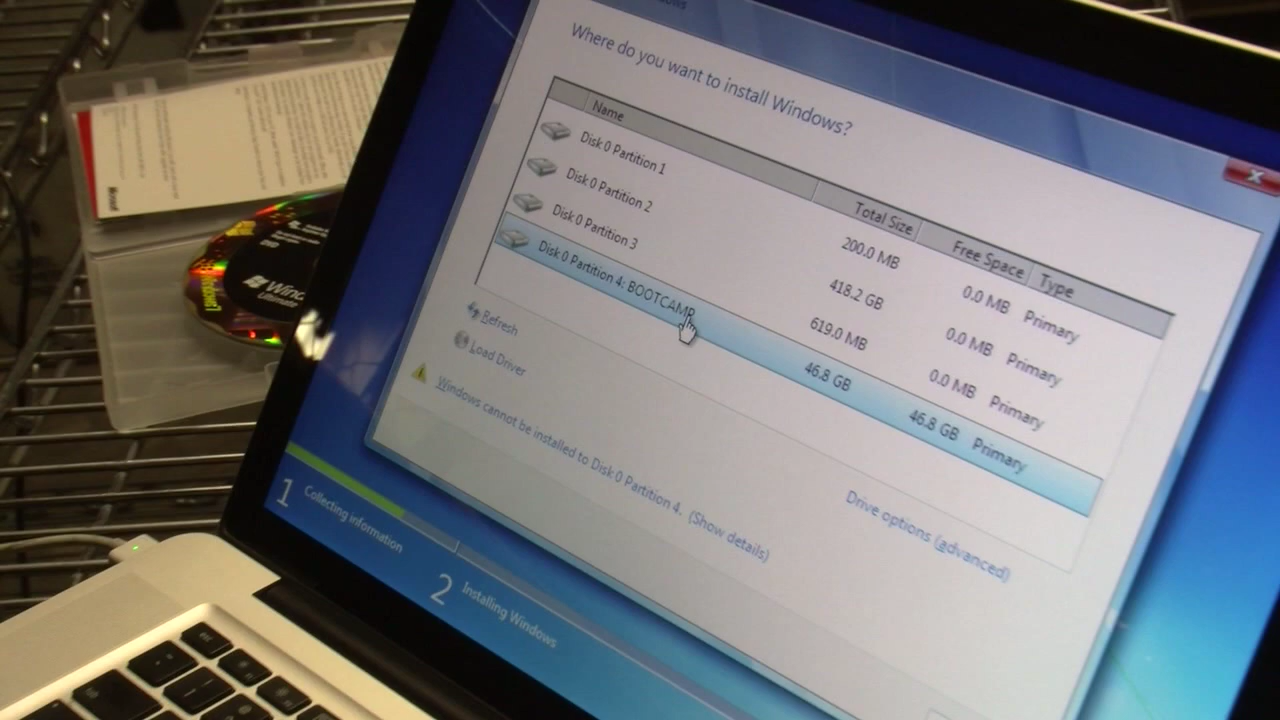 Where do you want to install Windows?
Name Total Size Free Space Type
Disk 0 Partition 1 200.0 MB 0.0 MB Primary
Disk 0 Partition 2 418.2 GB 0.0 MB Primary
Disk 0 Partition 3 619.0 MB 0.0 MB Primary
Disk 0 Partition 4: BOOTCAMP 46.8 GB 46.8 GB Primary
Refresh
Load Driver
Drive options (advanced)
Windows cannot be installed to Disk 0 Partition 4. (Show details)
1 Collecting information
2 Installing Windows
Microsoft
Ultimate
esc